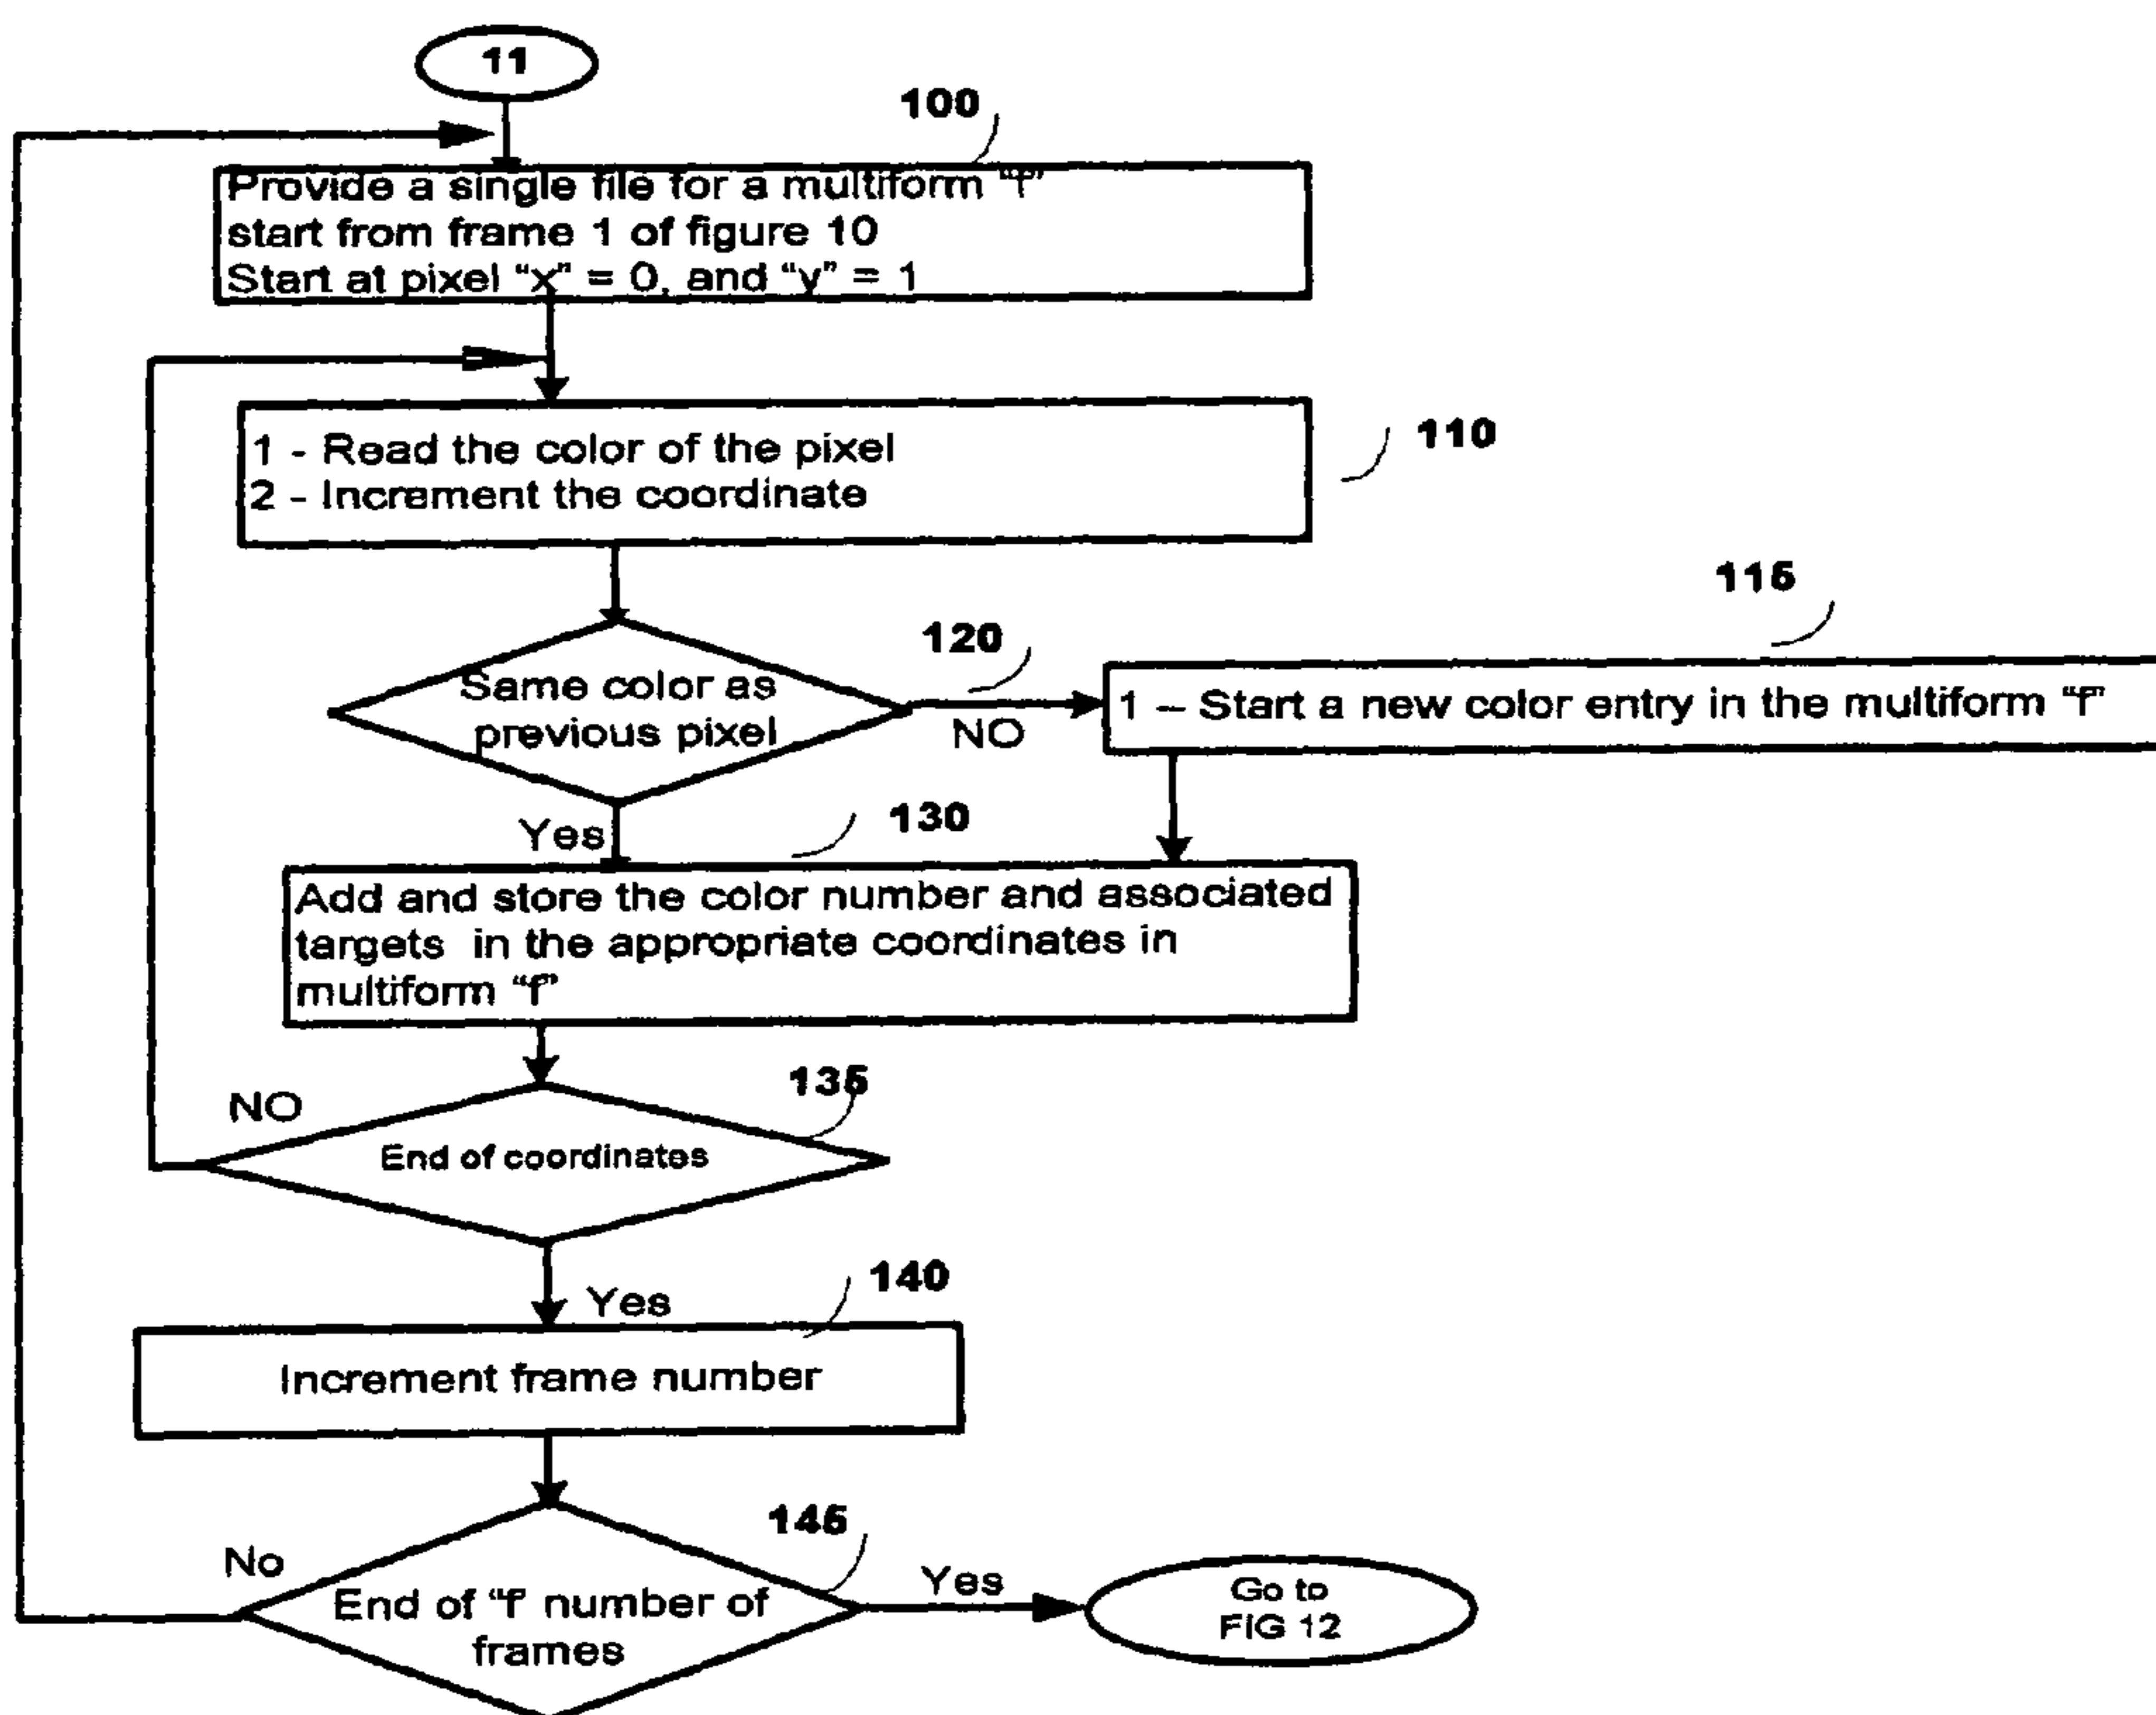 11
100
Provide a single file for a multiform "f"
start from frame 1 of figure 10
Start at pixel "x" = 0, and "y" = 1
1 - Read the color of the pixel
2 - Increment the coordinate
110
115
120
Same color as
previous pixel
NO
1 – Start a new color entry in the multiform "f"
Yes
130
Add and store the color number and associated
targets in the appropriate coordinates in
multiform "f"
NO
135
End of coordinates
Yes
140
Increment frame number
145
No
End of "f" number of
frames
Yes
Go to
FIG 12